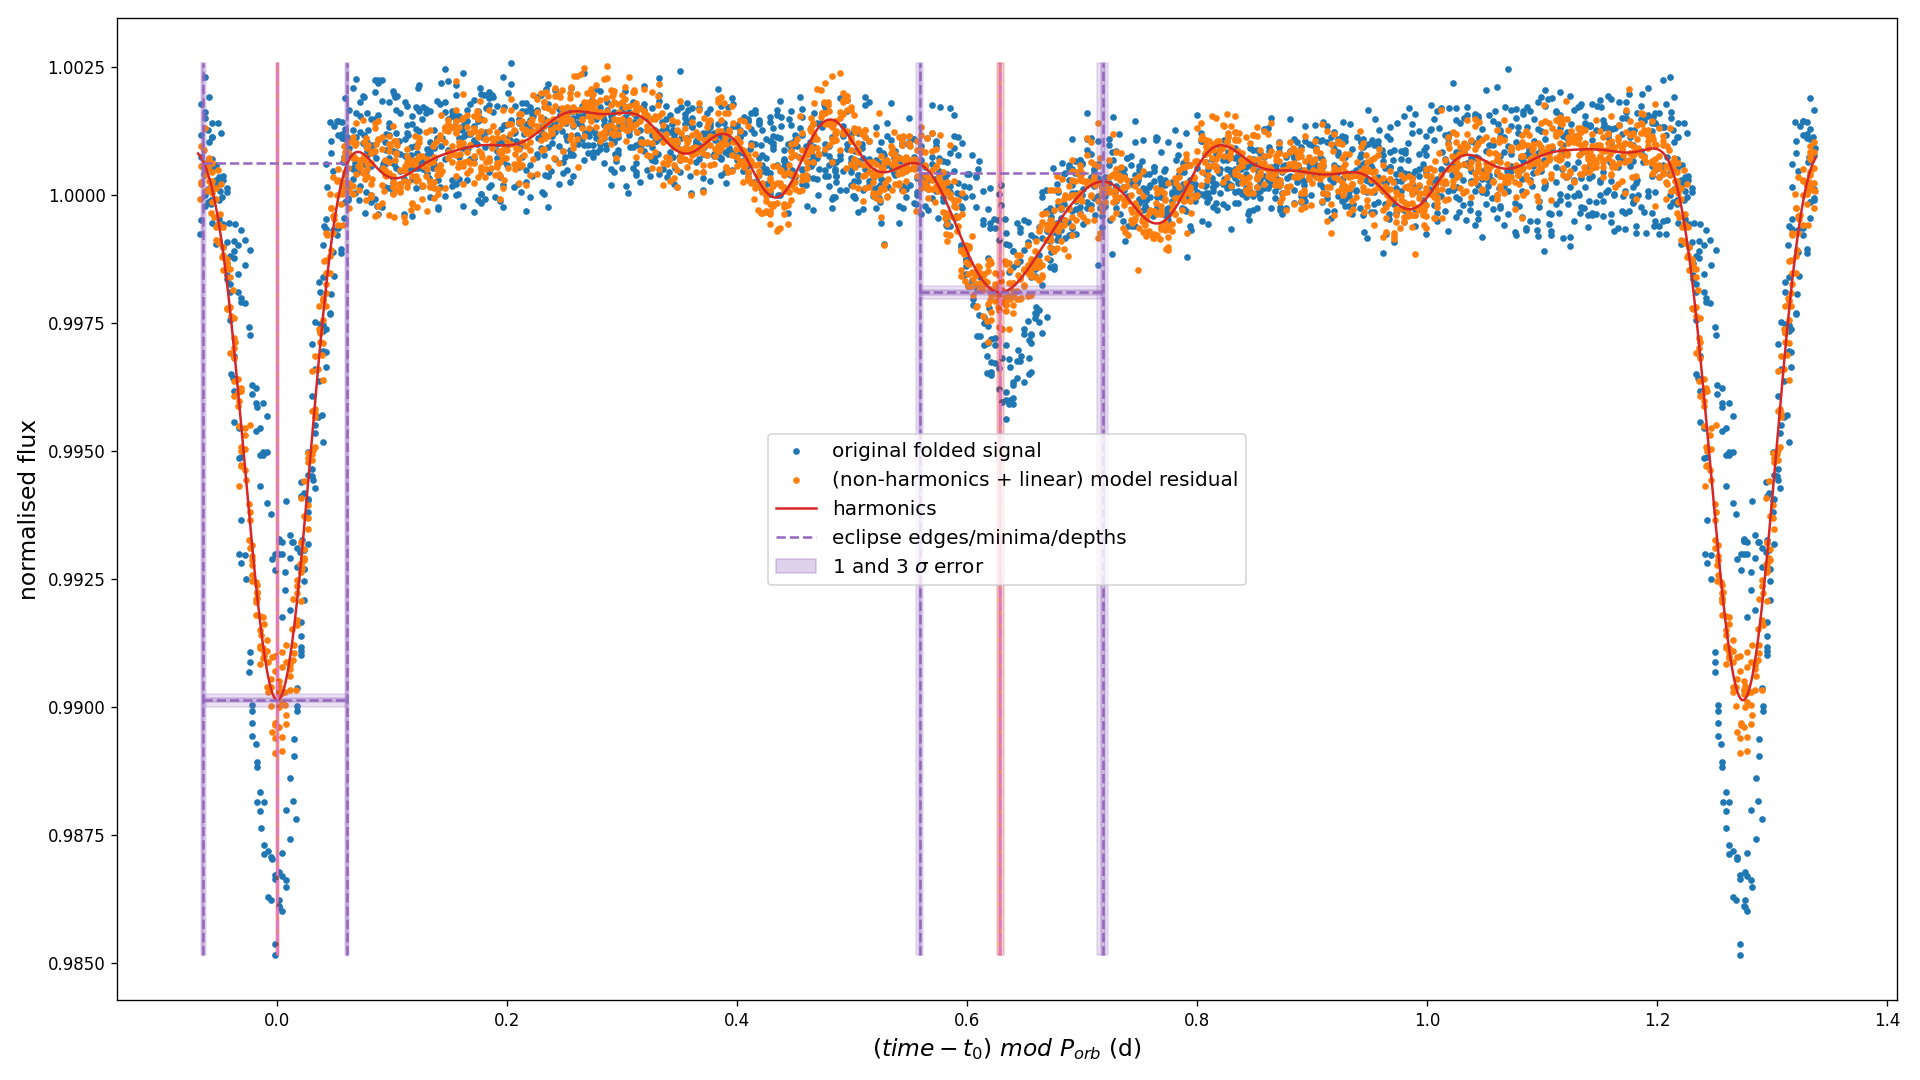 normalised flux
1.0025
1.0000
0.9975
0.9950
0.9925
0.9900
0.9875
0.9850
original folded signal
(non-harmonics + linear) model residual
harmonics
eclipse edges/minima/depths
1 and 3 σ error
0.0 0.2 0.4 0.6 0.8 1.0 1.2 1.4
(time − t₀) mod Pₒᵣb (d)